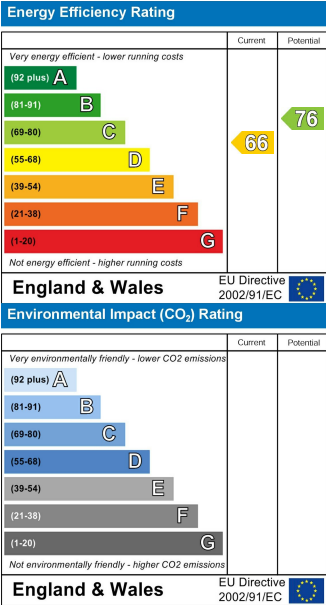 Energy Efficiency Rating
Current Potential
Very energy efficient - lower running costs
(92 plus) A
(81-91) B
(69-80) C
(55-68) D
(39-54) E
(21-38) F
(1-20) G
66
76
Not energy efficient - higher running costs
England & Wales
EU Directive
2002/91/EC
Environmental Impact (CO₂) Rating
Current Potential
Very environmentally friendly - lower CO2 emissions
(92 plus) A
(81-91) B
(69-80) C
(55-68) D
(39-54) E
(21-38) F
(1-20) G
Not environmentally friendly - higher CO2 emissions
England & Wales
EU Directive
2002/91/EC